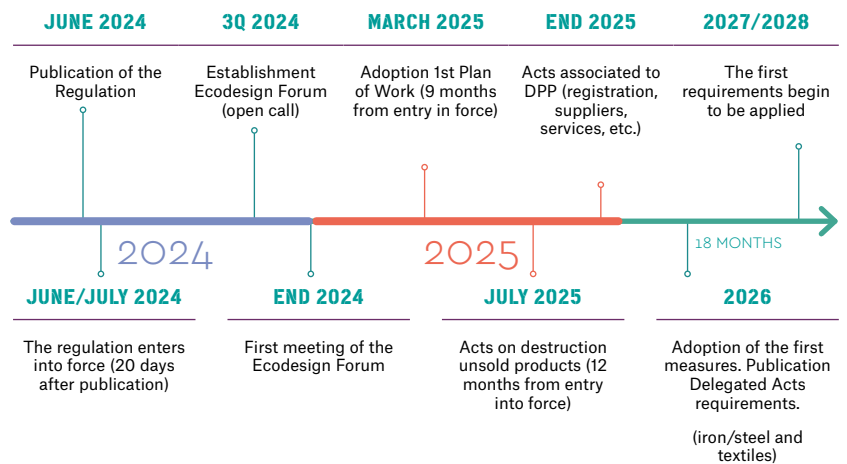 JUNE 2024
Publication of the
Regulation
3Q 2024
Establishment
Ecodesign Forum
(open call)
MARCH 2025
Adoption 1st Plan
of Work (9 months
from entry in force)
END 2025
Acts associated to
DPP (registration,
suppliers,
services, etc.)
2027/2028
The first
requirements begin
to be applied
2024
2025
18 MONTHS
JUNE/JULY 2024
The regulation enters
into force (20 days
after publication)
END 2024
First meeting of the
Ecodesign Forum
JULY 2025
Acts on destruction
unsold products (12
months from entry
into force)
2026
Adoption of the first
measures. Publication
Delegated Acts
requirements.
(iron/steel and
textiles)